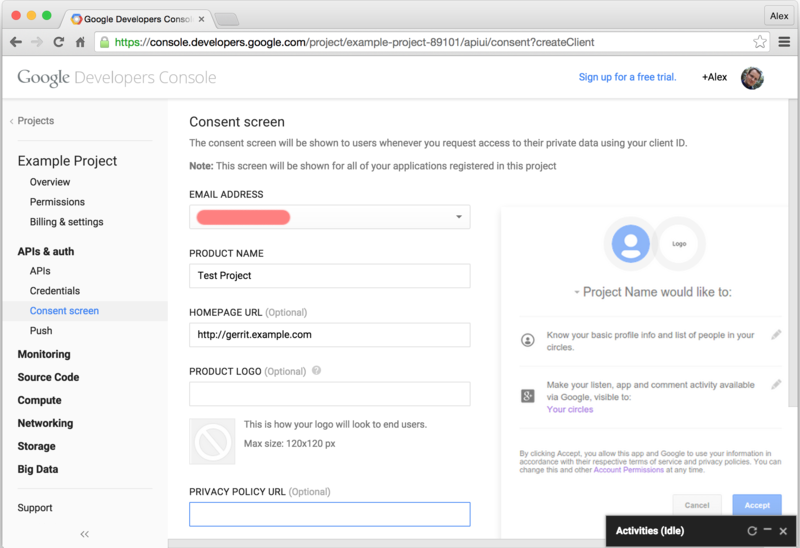 Google Developers Conso
Alex
https://console.developers.google.com/project/example-project-89101/apiui/consent?createClient
Google Developers Console
Sign up for a free trial.
+Alex
Projects
Example Project
Overview
Permissions
Billing & settings
APIs & auth
APIs
Credentials
Consent screen
Push
Monitoring
Source Code
Compute
Networking
Storage
Big Data
Support
Consent screen
The consent screen will be shown to users whenever you request access to their private data using your client ID.
Note: This screen will be shown for all of your applications registered in this project
EMAIL ADDRESS
PRODUCT NAME
Test Project
HOMEPAGE URL (Optional)
http://gerrit.example.com
PRODUCT LOGO (Optional) ?
This is how your logo will look to end users.
Max size: 120x120 px
PRIVACY POLICY URL (Optional)
Logo
Project Name would like to:
Know your basic profile info and list of people in your
circles.
Make your listen, app and comment activity available
via Google, visible to:
Your circles
By clicking Accept, you allow this app and Google to use your information in
accordance with their respective terms of service and privacy policies. You can
change this and other Account Permissions at any time.
Cancel
Accept
Activities (Idle)